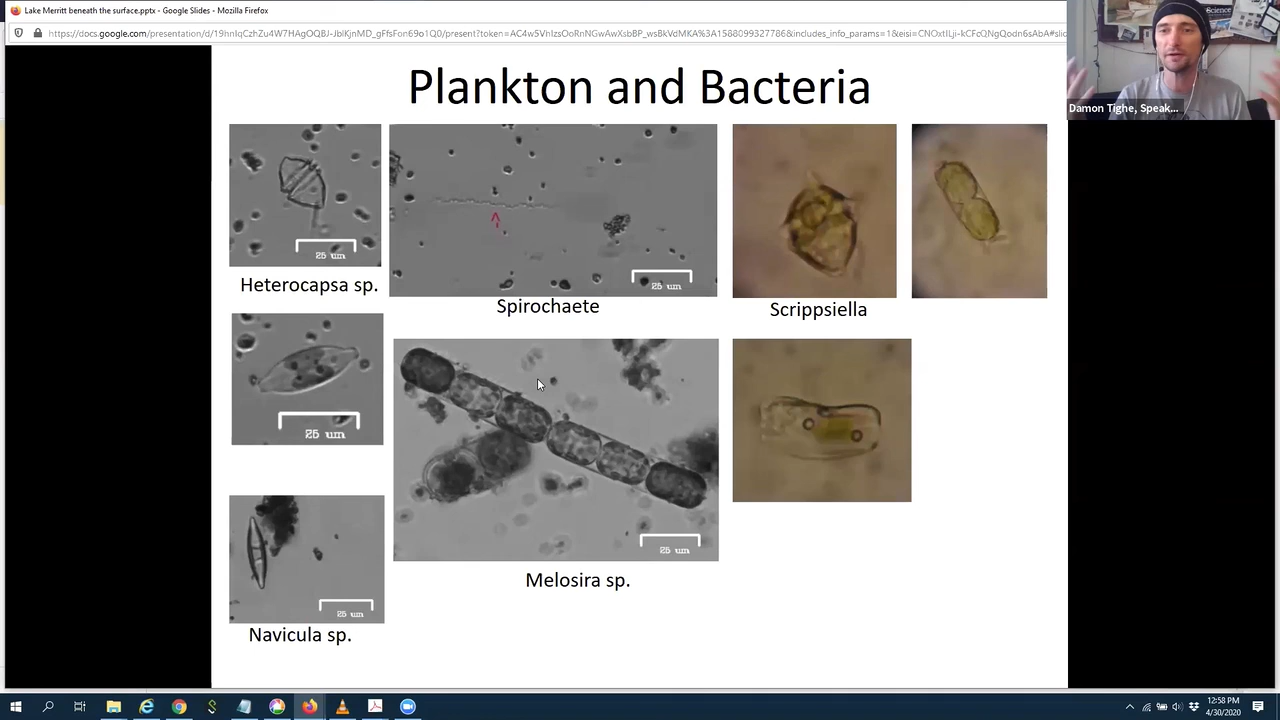 Lake Merritt beneath the surface.pptx - Google Slides - Mozilla Firefox
Science
Damon Tighe, Speak...
Plankton and Bacteria
25 um
25 um
Heterocapsa sp.
Spirochaete
Scrippsiella
25 um
25 um
Melosira sp.
25 um
Navicula sp.
12:58 PM
4/30/2020